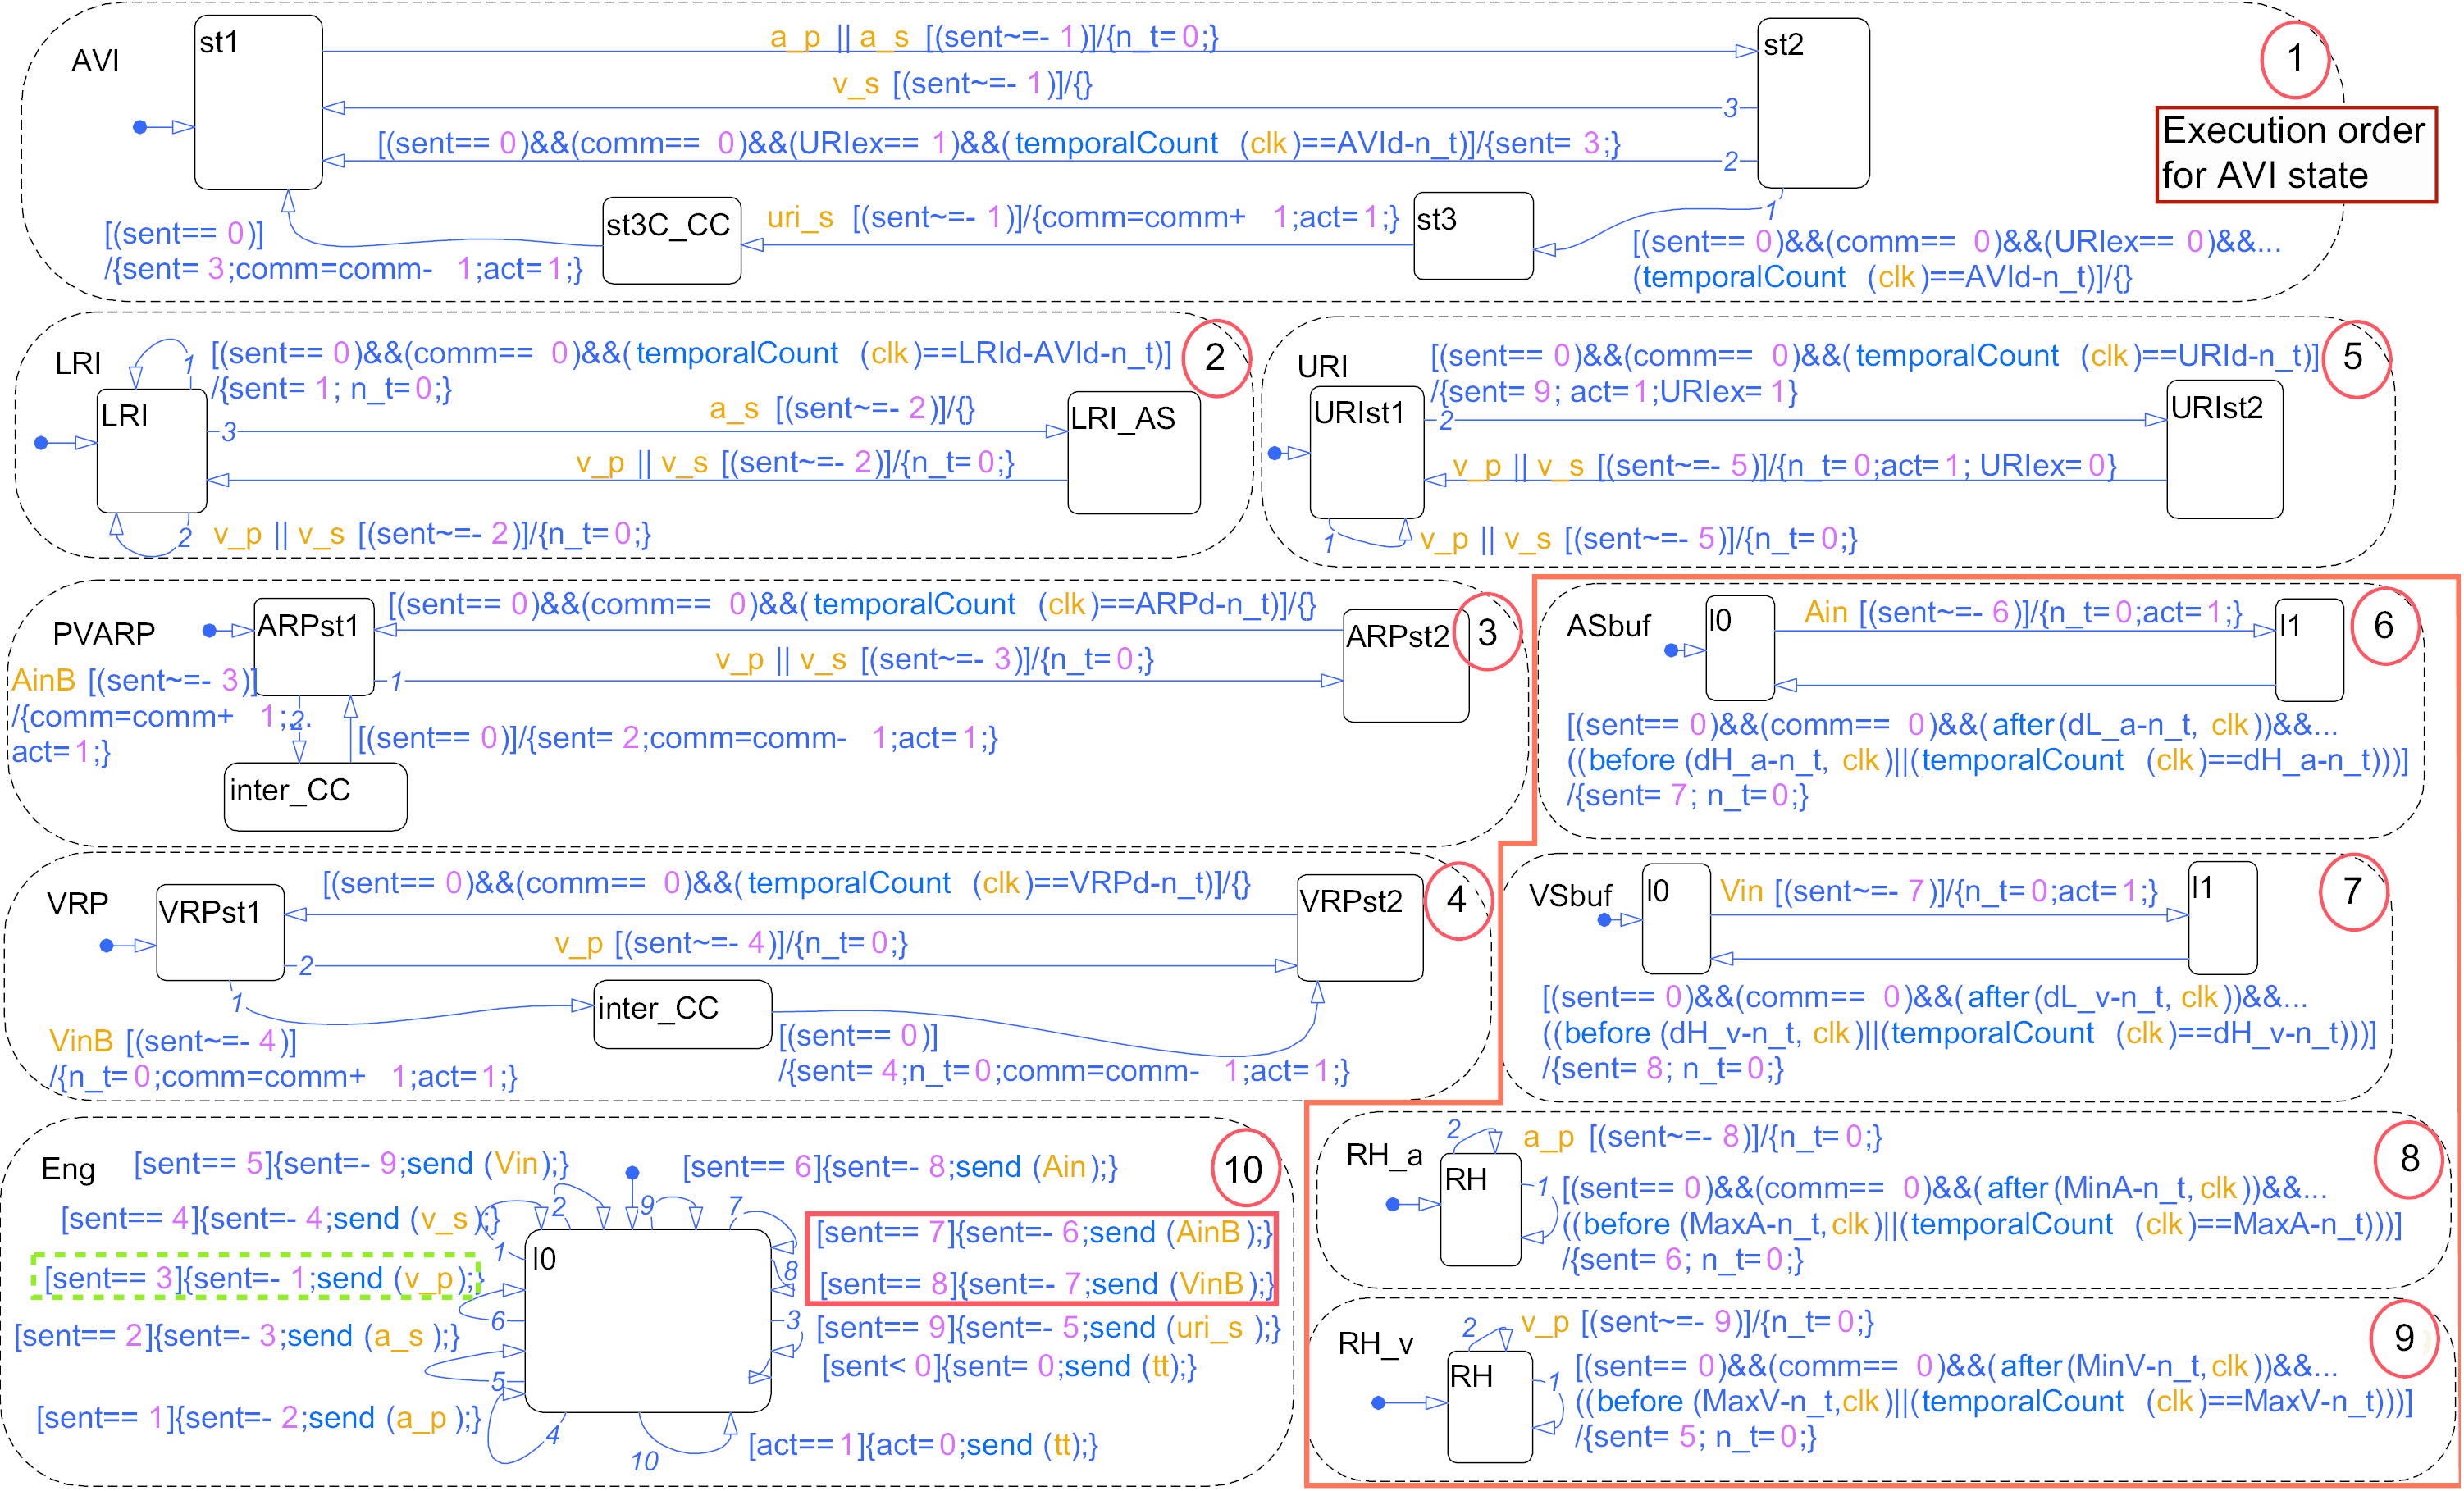 AVI
st1
a_p || a_s [(sent~=- 1)]/{n_t= 0;}
st2
1
v_s [(sent~=- 1)]/{}
3
Execution order
for AVI state
[(sent== 0)&&(comm== 0)&&(URIex== 1)&&(temporalCount (clk)==AVId-n_t)]/{sent= 3;}
2
st3C_CC
uri_s [(sent~=- 1)]/{comm=comm+ 1;act=1;}
st3
1
[(sent== 0)]
/{sent= 3;comm=comm- 1;act=1;}
[(sent== 0)&&(comm== 0)&&(URIex== 0)&&...
(temporalCount (clk)==AVId-n_t)]/{}
LRI
1
[(sent== 0)&&(comm== 0)&&(temporalCount (clk)==LRId-AVId-n_t)]
/{sent= 1; n_t=0;}
2
LRI
3
a_s [(sent~=- 2)]/{}
LRI_AS
v_p || v_s [(sent~=- 2)]/{n_t= 0;}
2
v_p || v_s [(sent~=- 2)]/{n_t=0;}
URI
[(sent== 0)&&(comm== 0)&&(temporalCount (clk)==URId-n_t)]
/{sent= 9; act=1;URIex= 1}
5
URIst1
2
URIst2
v_p || v_s [(sent~=- 5)]/{n_t= 0;act=1; URIex=0}
1
v_p || v_s [(sent~=- 5)]/{n_t=0;}
PVARP
ARPst1
[(sent== 0)&&(comm== 0)&&(temporalCount (clk)==ARPd-n_t)]/{}
ARPst2
3
v_p || v_s [(sent~=- 3)]/{n_t=0;}
1
AinB [(sent~=- 3)]
/{comm=comm+ 1;...
act=1;}
2
[(sent== 0)]/{sent= 2;comm=comm- 1;act=1;}
inter_CC
ASbuf
l0
Ain [(sent~=- 6)]/{n_t=0;act=1;}
l1
6
[(sent== 0)&&(comm== 0)&&(after(dL_a-n_t, clk))&&...
((before (dH_a-n_t, clk)||(temporalCount (clk)==dH_a-n_t)))]
/{sent= 7; n_t=0;}
VRP
VRPst1
[(sent== 0)&&(comm== 0)&&(temporalCount (clk)==VRPd-n_t)]/{}
VRPst2
4
v_p [(sent~=- 4)]/{n_t=0;}
2
1
inter_CC
VinB [(sent~=- 4)]
/{n_t=0;comm=comm+ 1;act=1;}
[(sent== 0)]
/{sent= 4;n_t=0;comm=comm- 1;act=1;}
VSbuf
l0
Vin [(sent~=- 7)]/{n_t= 0;act=1;}
l1
7
[(sent== 0)&&(comm== 0)&&(after(dL_v-n_t, clk))&&...
((before (dH_v-n_t, clk)||(temporalCount (clk)==dH_v-n_t)))]
/{sent= 8; n_t=0;}
Eng
[sent== 5]{sent=- 9;send (Vin);}
[sent== 6]{sent=- 8;send (Ain);}
10
2
9
7
[sent== 4]{sent=- 4;send (v_s);}
1
l0
[sent== 7]{sent=- 6;send (AinB);}
[sent== 3]{sent=- 1;send (v_p);}
8
[sent== 8]{sent=- 7;send (VinB);}
6
3
[sent== 2]{sent=- 3;send (a_s );}
[sent== 9]{sent=- 5;send (uri_s );}
[sent< 0]{sent= 0;send (tt);}
5
[sent== 1]{sent=- 2;send (a_p );}
4
10
[act==1]{act=0;send (tt);}
RH_a
2
a_p [(sent~=- 8)]/{n_t=0;}
8
RH
1
[(sent== 0)&&(comm== 0)&&(after(MinA-n_t,clk))&&...
((before (MaxA-n_t,clk)||(temporalCount (clk)==MaxA-n_t)))]
/{sent= 6; n_t=0;}
RH_v
2
v_p [(sent~=- 9)]/{n_t=0;}
9
RH
1
[(sent== 0)&&(comm== 0)&&(after(MinV-n_t,clk))&&...
((before (MaxV-n_t,clk)||(temporalCount (clk)==MaxV-n_t)))]
/{sent= 5; n_t=0;}